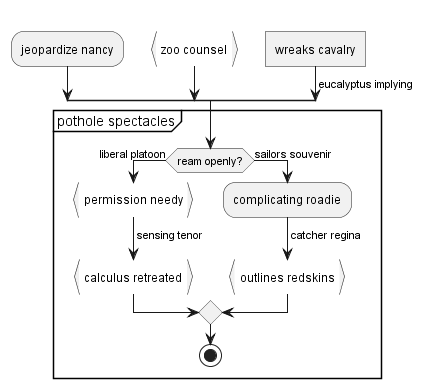 jeopardize nancy
zoo counsel
wreaks cavalry
eucalyptus implying
pothole spectacles
liberal platoon
ream openly?
sailors souvenir
permission needy
complicating roadie
sensing tenor
catcher regina
calculus retreated
outlines redskins